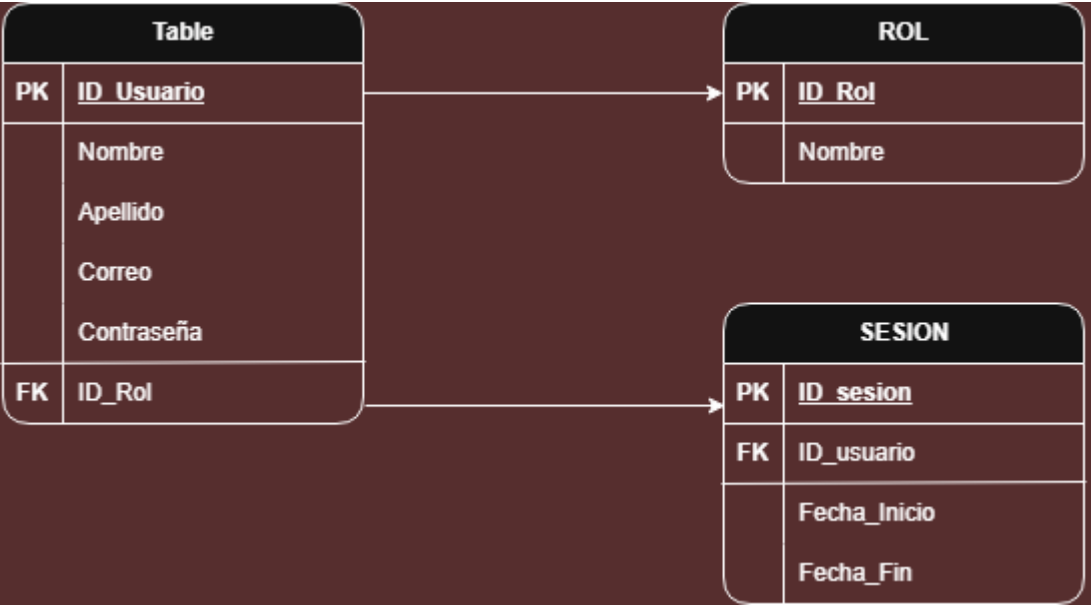 Table
PK ID_Usuario
Nombre
Apellido
Correo
Contraseña
FK ID_Rol
ROL
PK ID_Rol
Nombre
SESION
PK ID_sesion
FK ID_usuario
Fecha_Inicio
Fecha_Fin